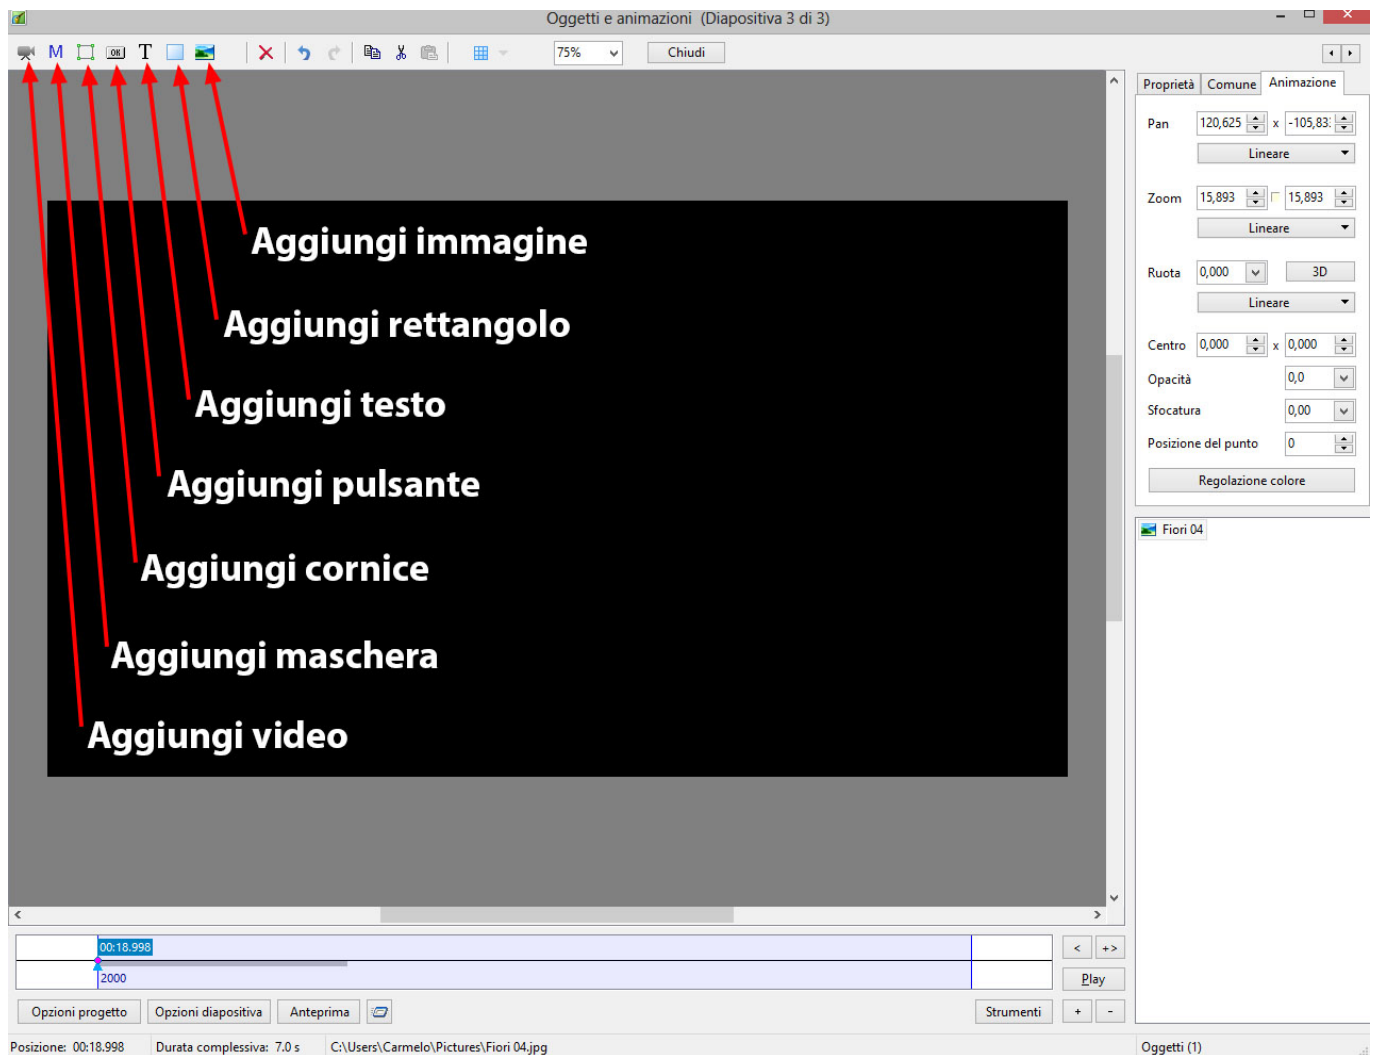 Oggetti e animazioni (Diapositiva 3 di 3)
M OK T 75% Chiudi
Proprietà Comune Animazione
Pan 120,625 x -105,83
Lineare
Zoom 15,893 15,893
Lineare
Ruota 0,000 3D
Lineare
Centro 0,000 x 0,000
Opacità 0,0
Sfocatura 0,00
Posizione del punto 0
Regolazione colore
Fiori 04
Aggiungi immagine
Aggiungi rettangolo
Aggiungi testo
Aggiungi pulsante
Aggiungi cornice
Aggiungi maschera
Aggiungi video
00:18.998
2000
< +>
Play
Opzioni progetto Opzioni diapositiva Anteprima Strumenti + -
Posizione: 00:18.998 Durata complessiva: 7.0 s C:\Users\Carmelo\Pictures\Fiori 04.jpg Oggetti (1)